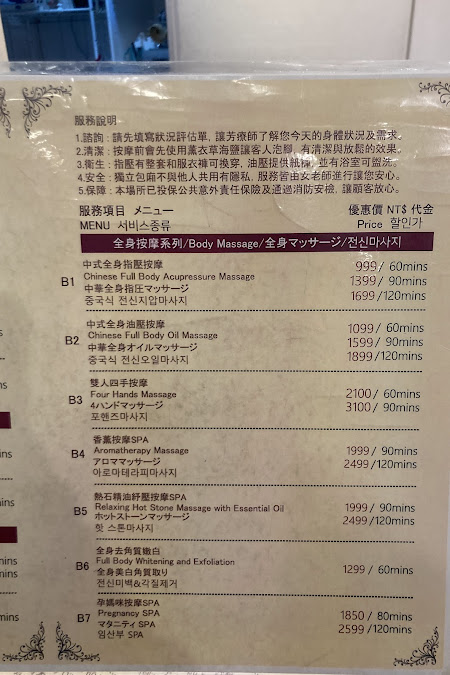 服務說明
1.諮詢：請先填寫狀況評估單，讓芳療師了解您今天的身體狀況及需求。
2.清潔：按摩前會先使用薰衣草海鹽讓客人泡腳，有清潔與放鬆的效果。
3.衛生：指壓有整套和服衣褲可換穿，油壓提供紙褲，並有浴室可盥洗。
4.安全：獨立包廂不與他人共用有隱私，服務皆由女老師進行讓您安心。
5.保障：本場所已投保公共意外責任保險及通過消防安檢，讓顧客放心。
服務項目 メニュー 優惠價 NT$ 代金
MENU 서비스종류 Price 할인가
全身按摩系列/Body Massage/全身マッサージ/전신마사지
中式全身指壓按摩 999/ 60mins
B1 Chinese Full Body Acupressure Massage 1399/ 90mins
中華全身指圧マッサージ 1699/120mins
중국식 전신지압마사지
中式全身油壓按摩 1099/ 60mins
B2 Chinese Full Body Oil Massage 1599/ 90mins
中華全身オイルマッサージ 1899/120mins
중국식 전신오일마사지
雙人四手按摩
B3 Four Hands Massage 2100/ 60mins
4ハンドマッサージ 3100/ 90mins
포핸즈마사지
香薰按摩SPA
B4 Aromatherapy Massage 1999/ 90mins
アロママッサージ 2499/120mins
아로마테라피마사지
熱石精油紓壓按摩SPA
B5 Relaxing Hot Stone Massage with Essential Oil 1999/ 90mins
ホットストーンマッサージ 2499/120mins
핫 스톤마사지
全身去角質嫩白
B6 Full Body Whitening and Exfoliation 1299/ 60mins
全身美白角質取り
전신미백&각질제거
孕媽咪按摩SPA
B7 Pregnancy SPA 1850/ 80mins
マタニティ SPA 2599/120mins
임산부 SPA